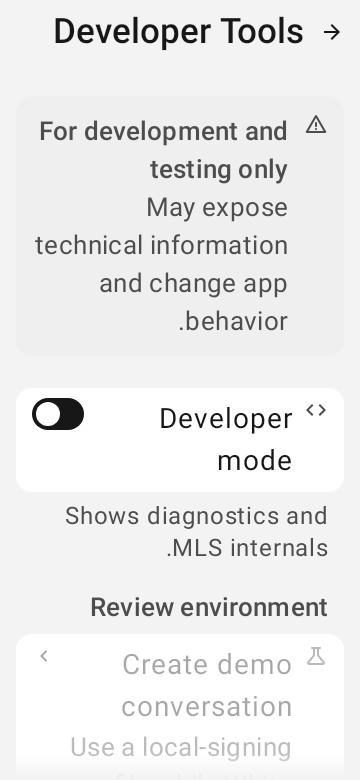 Developer Tools
For development and
testing only
May expose
technical information
and change app
.behavior
Developer
mode
Shows diagnostics and
.MLS internals
Review environment
Create demo
conversation
Use a local-signing